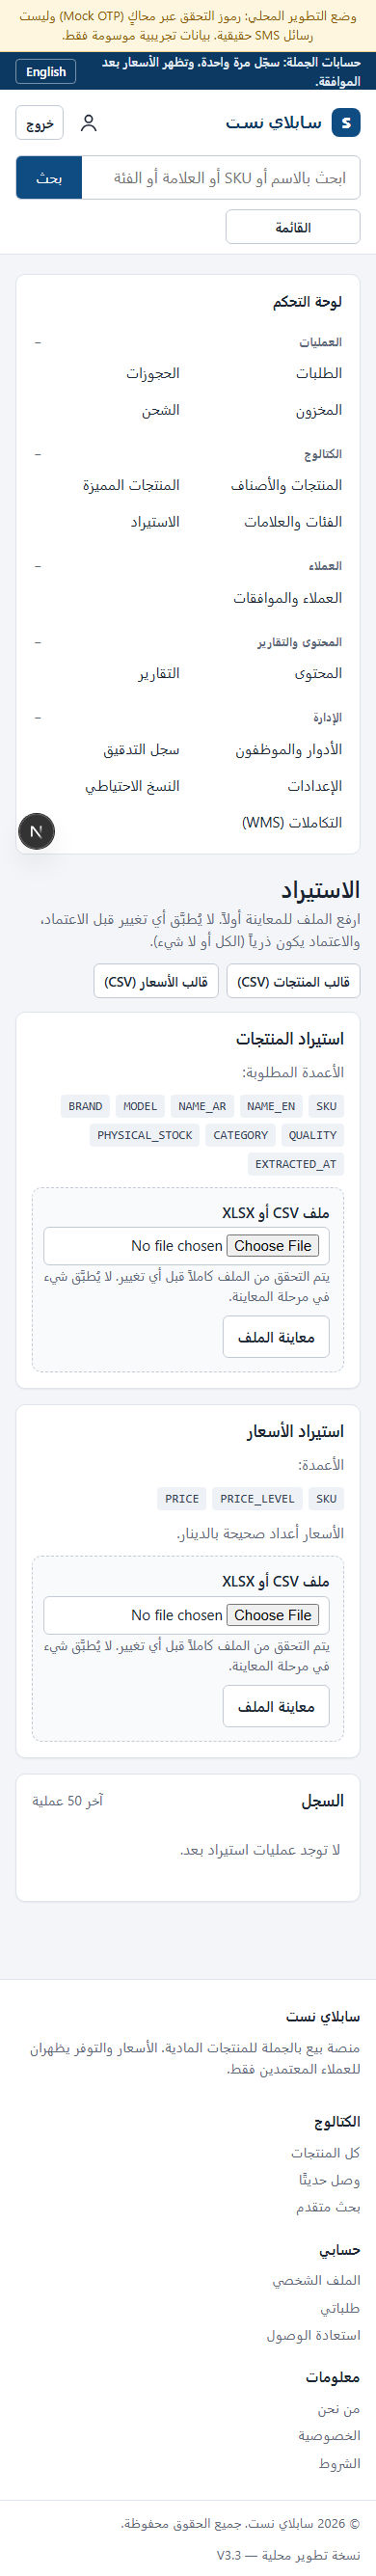 وضع التطوير المحلي: رموز التحقق عبر محاكٍ (Mock OTP) وليست
رسائل SMS حقيقية. بيانات تجريبية موسومة فقط.
حسابات الجملة: سجّل مرة واحدة، وتظهر الأسعار بعد
الموافقة.
English
S
سابلاي نست
خروج
ابحث بالاسم أو SKU أو العلامة أو الفئة
بحث
القائمة
لوحة التحكم
العمليات –
الطلبات الحجوزات
المخزون الشحن
الكتالوج –
المنتجات والأصناف المنتجات المميزة
الفئات والعلامات الاستيراد
العملاء –
العملاء والموافقات
المحتوى والتقارير –
المحتوى التقارير
الإدارة –
الأدوار والموظفون سجل التدقيق
الإعدادات النسخ الاحتياطي
التكاملات (WMS)
N
الاستيراد
ارفع الملف للمعاينة أولاً. لا يُطبَّق أي تغيير قبل الاعتماد،
والاعتماد يكون ذرياً (الكل أو لا شيء).
قالب المنتجات (CSV) قالب الأسعار (CSV)
استيراد المنتجات
الأعمدة المطلوبة:
SKU NAME_EN NAME_AR MODEL BRAND
QUALITY CATEGORY PHYSICAL_STOCK
EXTRACTED_AT
ملف CSV أو XLSX
Choose File No file chosen
يتم التحقق من الملف كاملاً قبل أي تغيير. لا يُطبَّق شيء
في مرحلة المعاينة.
معاينة الملف
استيراد الأسعار
الأعمدة:
SKU PRICE_LEVEL PRICE
الأسعار أعداد صحيحة بالدينار.
ملف CSV أو XLSX
Choose File No file chosen
يتم التحقق من الملف كاملاً قبل أي تغيير. لا يُطبَّق شيء
في مرحلة المعاينة.
معاينة الملف
السجل آخر 50 عملية
لا توجد عمليات استيراد بعد.
سابلاي نست
منصة بيع بالجملة للمنتجات المادية. الأسعار والتوفر يظهران
للعملاء المعتمدين فقط.
الكتالوج
كل المنتجات
وصل حديثًا
بحث متقدم
حسابي
الملف الشخصي
طلباتي
استعادة الوصول
معلومات
من نحن
الخصوصية
الشروط
© 2026 سابلاي نست. جميع الحقوق محفوظة.
نسخة تطوير محلية — V3.3